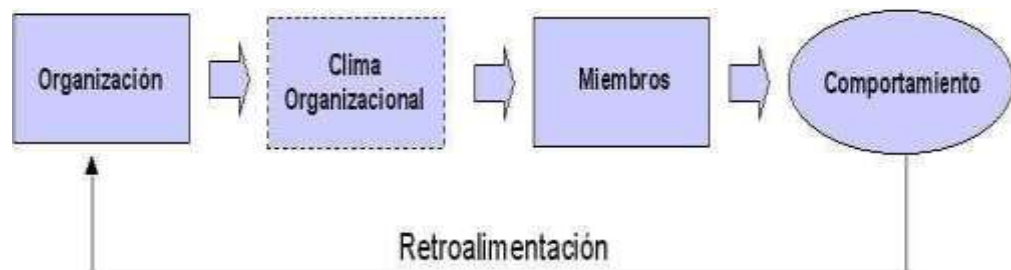 Organización
Clima
Organizacional
Miembros
Comportamiento
Retroalimentación